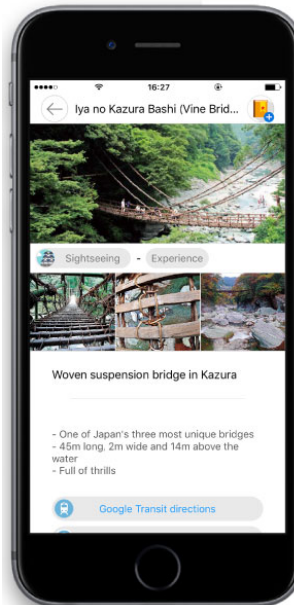 16:27
Iya no Kazura Bashi (Vine Brid...
Sightseeing - Experience
Woven suspension bridge in Kazura
- One of Japan's three most unique bridges
- 45m long, 2m wide and 14m above the
water
- Full of thrills
Google Transit directions